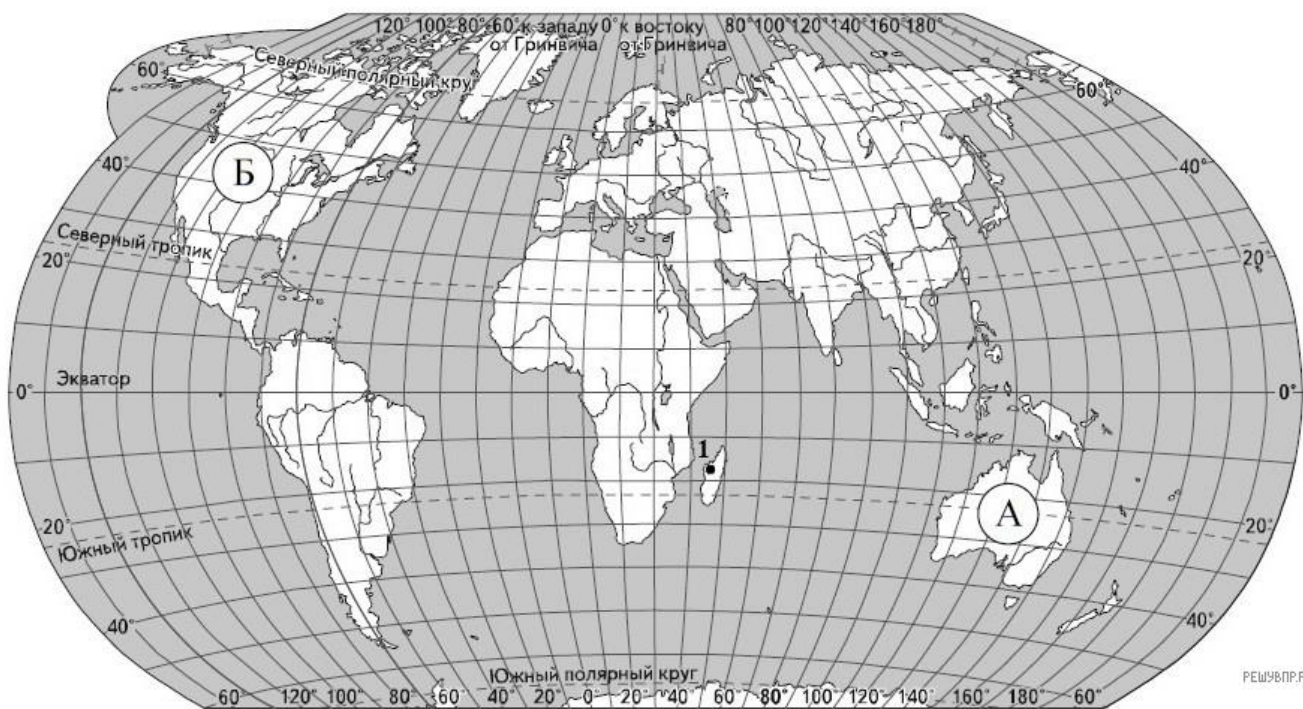 120° 100° 80° 60° к западу 0° к востоку 80° 100° 120° 140° 160° 180°
от Гринвича от Гринвича
60° Северный полярный кру 60°
40° Б 40°
Северный тропик
20° 20°
Экватор
0° 0°
1
А
20° 20°
Южный тропик
40° 40°
Южный полярный круг
60° 120° 100° 80° 60° 40° 20° 0° 20° 40° 60° 80° 100° 120° 140° 160° 60°
РЕШУВПР.Р